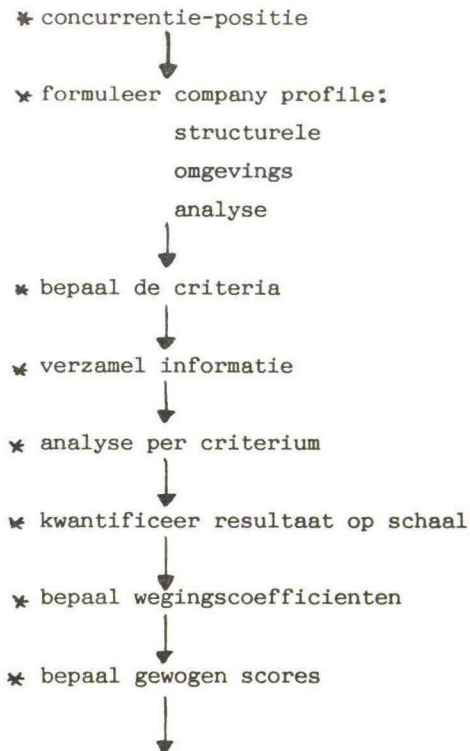 * concurrentie-positie
* formuleer company profile:
structurele
omgevings
analyse
* bepaal de criteria
* verzamel informatie
* analyse per criterium
* kwantificeer resultaat op schaal
* bepaal wegingscoefficienten
* bepaal gewogen scores